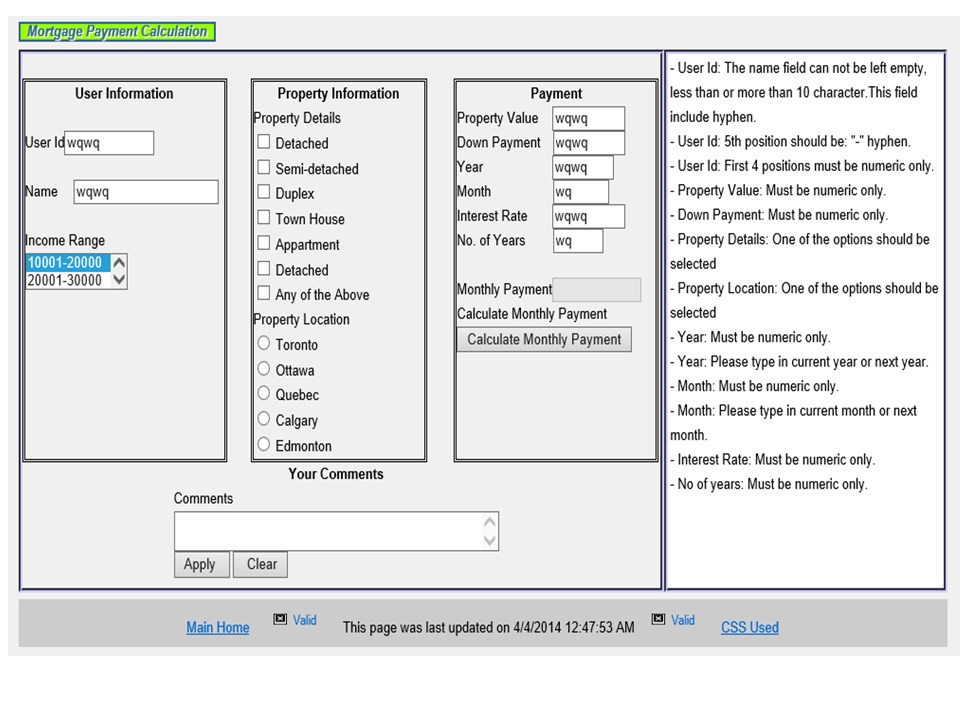 Mortgage Payment Calculation
User Information
User Id wqwq
Name wqwq
Income Range
10001-20000
20001-30000
Property Information
Property Details
Detached
Semi-detached
Duplex
Town House
Appartment
Detached
Any of the Above
Property Location
Toronto
Ottawa
Quebec
Calgary
Edmonton
Payment
Property Value wqwq
Down Payment wqwq
Year wqwq
Month wq
Interest Rate wqwq
No. of Years wq
Monthly Payment
Calculate Monthly Payment
Calculate Monthly Payment
Your Comments
Comments
Apply Clear
- User Id: The name field can not be left empty,
less than or more than 10 character.This field
include hyphen.
- User Id: 5th position should be: "-" hyphen.
- User Id: First 4 positions must be numeric only.
- Property Value: Must be numeric only.
- Down Payment: Must be numeric only.
- Property Details: One of the options should be
selected
- Property Location: One of the options should be
selected
- Year: Must be numeric only.
- Year: Please type in current year or next year.
- Month: Must be numeric only.
- Month: Please type in current month or next
month.
- Interest Rate: Must be numeric only.
- No of years: Must be numeric only.
Main Home Valid This page was last updated on 4/4/2014 12:47:53 AM Valid CSS Used